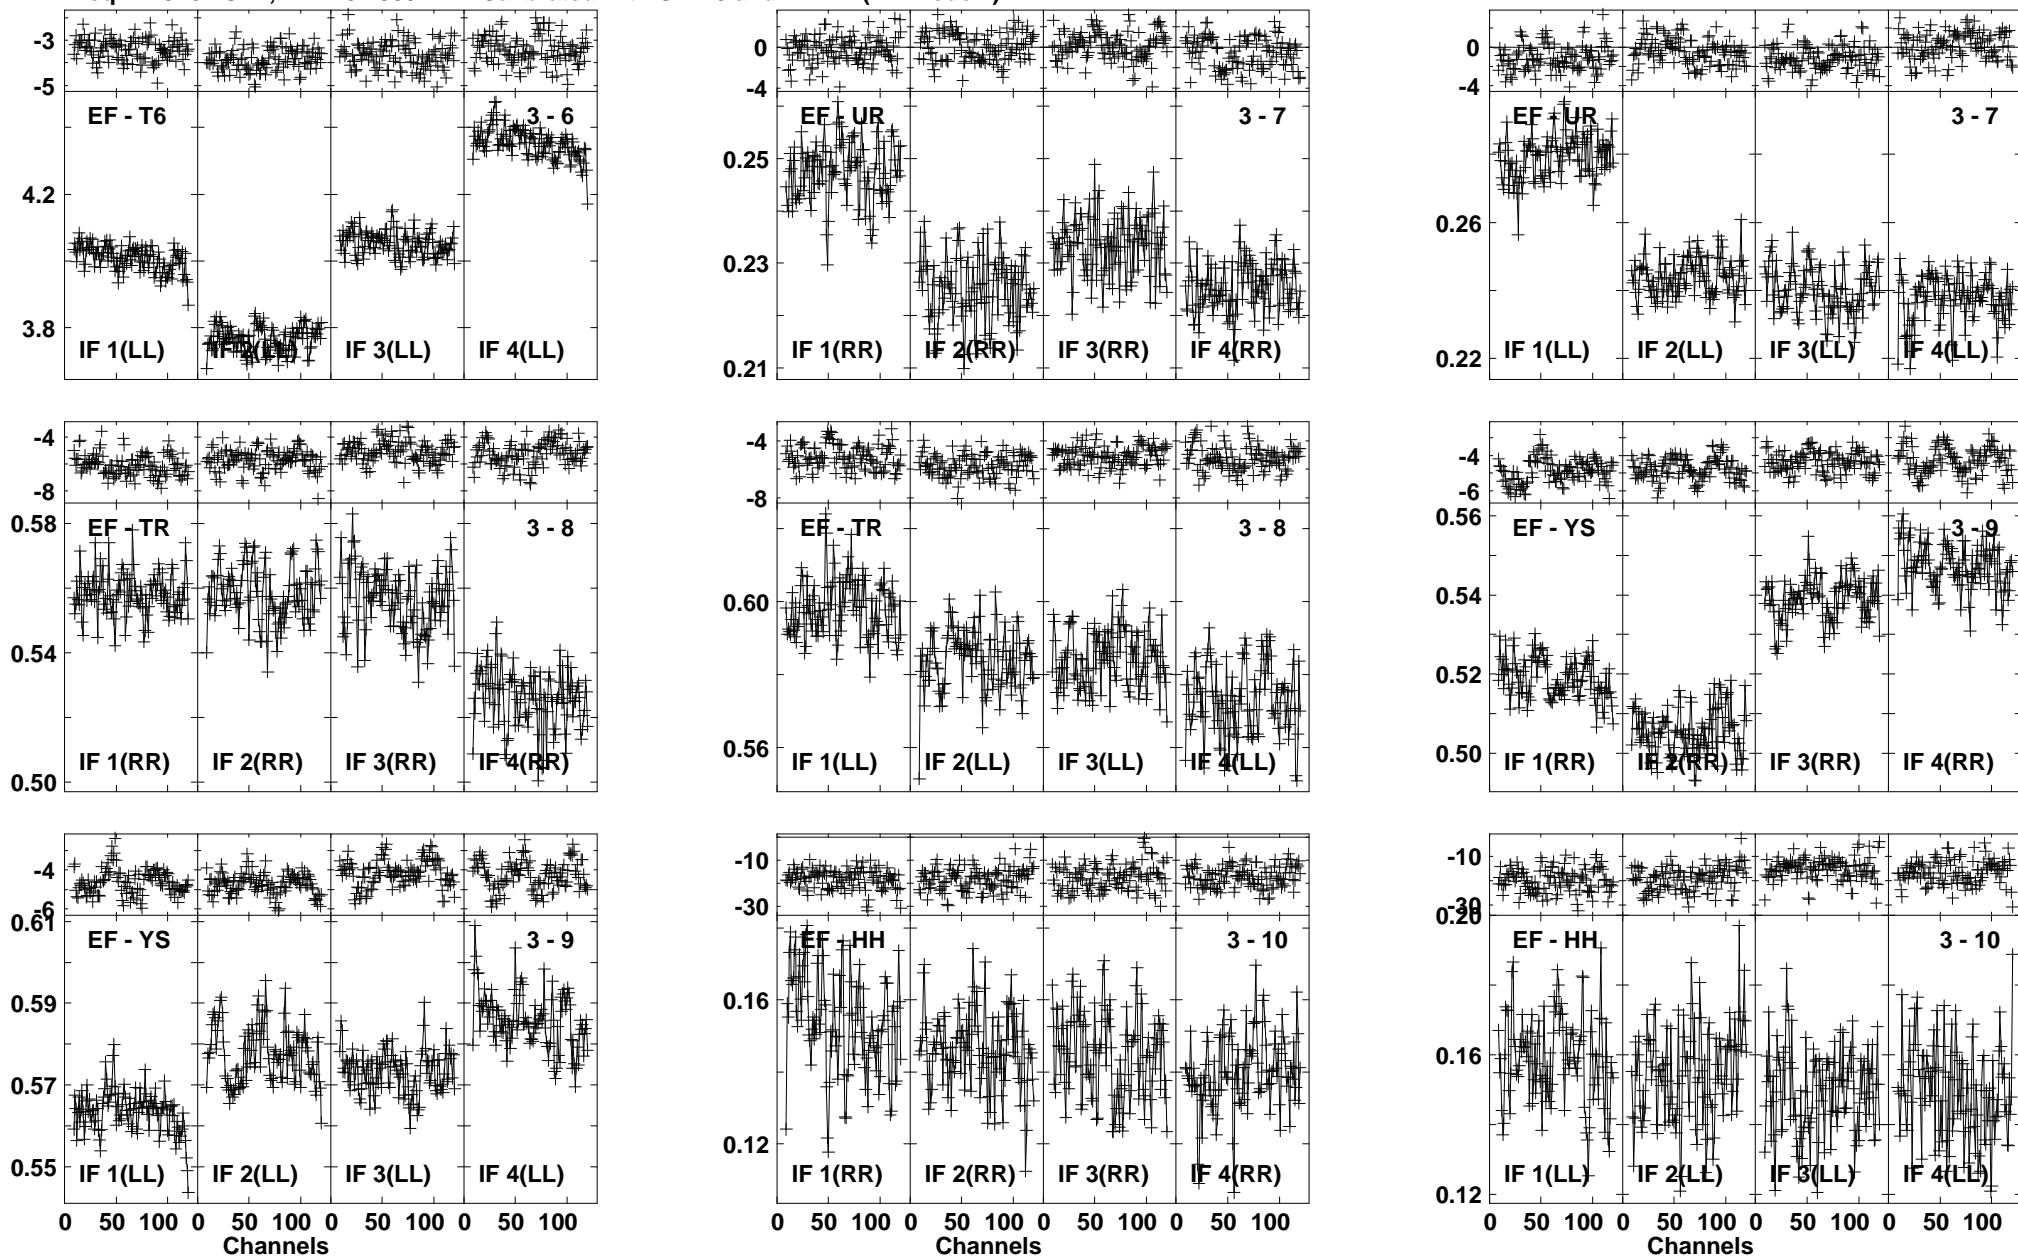 -3
-5
EF - T6
3 - 6
4.2
3.8
IF 1(LL)
IF 2(LL)
IF 3(LL)
IF 4(LL)
0
-4
EF - UR
3 - 7
0.25
0.23
0.21
IF 1(RR)
IF 2(RR)
IF 3(RR)
IF 4(RR)
0
-4
EF - UR
3 - 7
0.26
0.22
IF 1(LL)
IF 2(LL)
IF 3(LL)
IF 4(LL)
-4
-8
0.58
EF - TR
3 - 8
0.54
0.50
IF 1(RR)
IF 2(RR)
IF 3(RR)
IF 4(RR)
-4
-8
EF - TR
3 - 8
0.60
0.56
IF 1(LL)
IF 2(LL)
IF 3(LL)
IF 4(LL)
-4
-6
0.56
EF - YS
3 - 9
0.54
0.52
0.50
IF 1(RR)
IF 2(RR)
IF 3(RR)
IF 4(RR)
-4
-6
0.61
EF - YS
3 - 9
0.59
0.57
0.55
IF 1(LL)
IF 2(LL)
IF 3(LL)
IF 4(LL)
0 50 100 0 50 100 0 50 100 0 50 100
Channels
-10
-30
EF - HH
3 - 10
0.16
0.12
IF 1(RR)
IF 2(RR)
IF 3(RR)
IF 4(RR)
0 50 100 0 50 100 0 50 100 0 50 100
Channels
-10
0.20
EF - HH
3 - 10
0.16
0.12
IF 1(LL)
IF 2(LL)
IF 3(LL)
IF 4(LL)
0 50 100 0 50 100 0 50 100 0 50 100
Channels